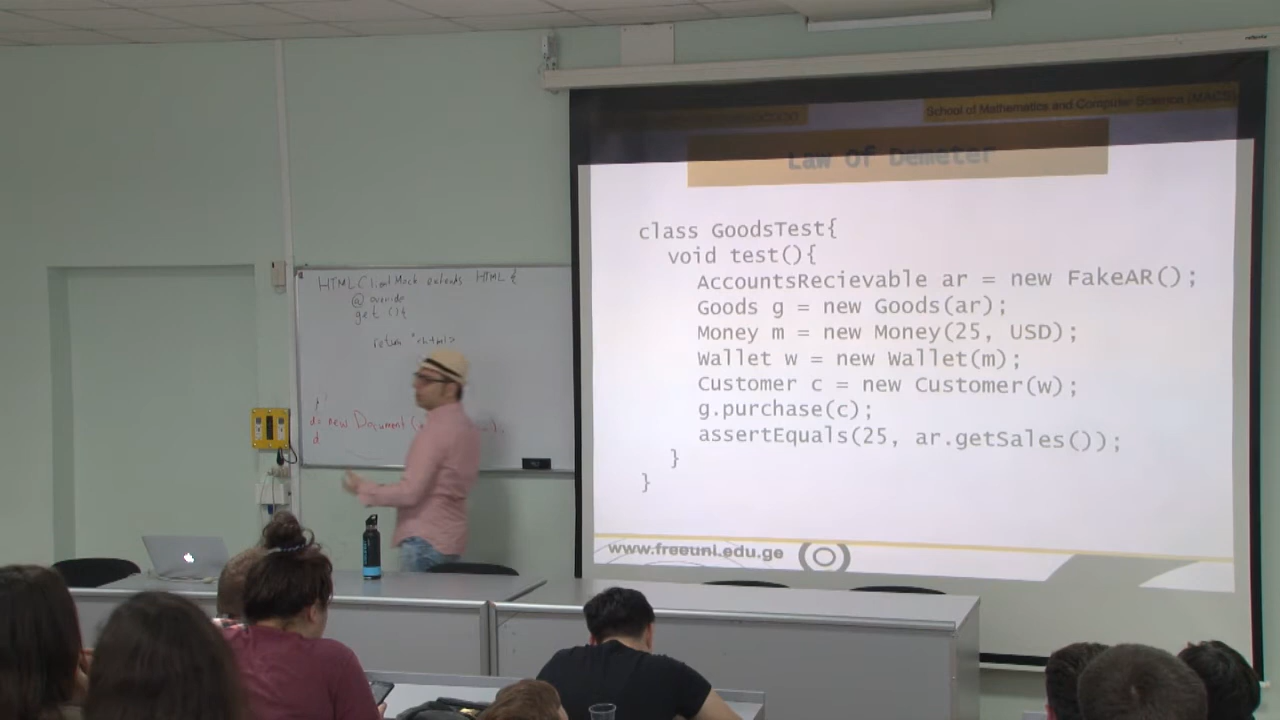 School of Mathematics and Computer Science (MACS)
Law Of Demeter
class GoodsTest{
void test(){
AccountsRecievable ar = new FakeAR();
Goods g = new Goods(ar);
Money m = new Money(25, USD);
Wallet w = new Wallet(m);
Customer c = new Customer(w);
g.purchase(c);
assertEquals(25, ar.getSales());
}
}
www.freeuni.edu.ge
HTMLClientMock extends HTML {
@override
get(){
return "<html>
d= new Document(
d